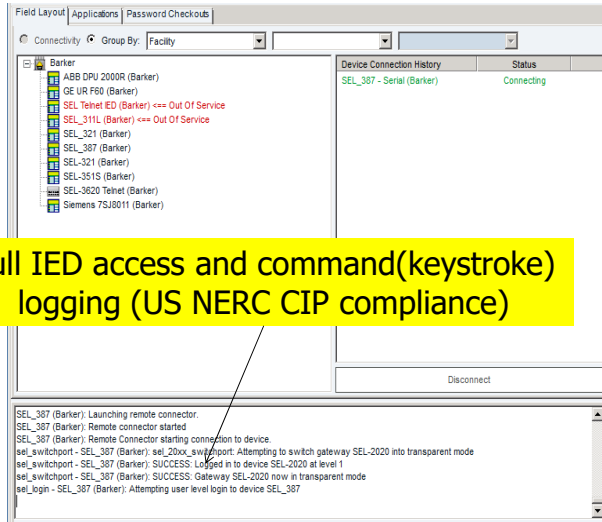 Field Layout Applications Password Checkouts
Connectivity Group By: Facility
Barker
ABB DPU 2000R (Barker)
GE UR F60 (Barker)
SEL Telnet IED (Barker) <== Out Of Service
SEL_311L (Barker) <== Out Of Service
SEL_321 (Barker)
SEL_387 (Barker)
SEL-321 (Barker)
SEL-351S (Barker)
SEL-3620 Telnet (Barker)
Siemens 7SJ8011 (Barker)
Device Connection History Status
SEL_387 - Serial (Barker) Connecting
ull IED access and command(keystroke)
logging (US NERC CIP compliance)
Disconnect
SEL_387 (Barker): Launching remote connector.
SEL_387 (Barker): Remote connector started
SEL_387 (Barker): Remote Connector starting connection to device.
sel_switchport - SEL_387 (Barker): sel_20xx_switchport: Attempting to switch gateway SEL-2020 into transparent mode
sel_switchport - SEL_387 (Barker): SUCCESS: Logged in to device SEL-2020 at level 1
sel_switchport - SEL_387 (Barker): SUCCESS: Gateway SEL-2020 now in transparent mode
sel_login - SEL_387 (Barker): Attempting user level login to device SEL_387